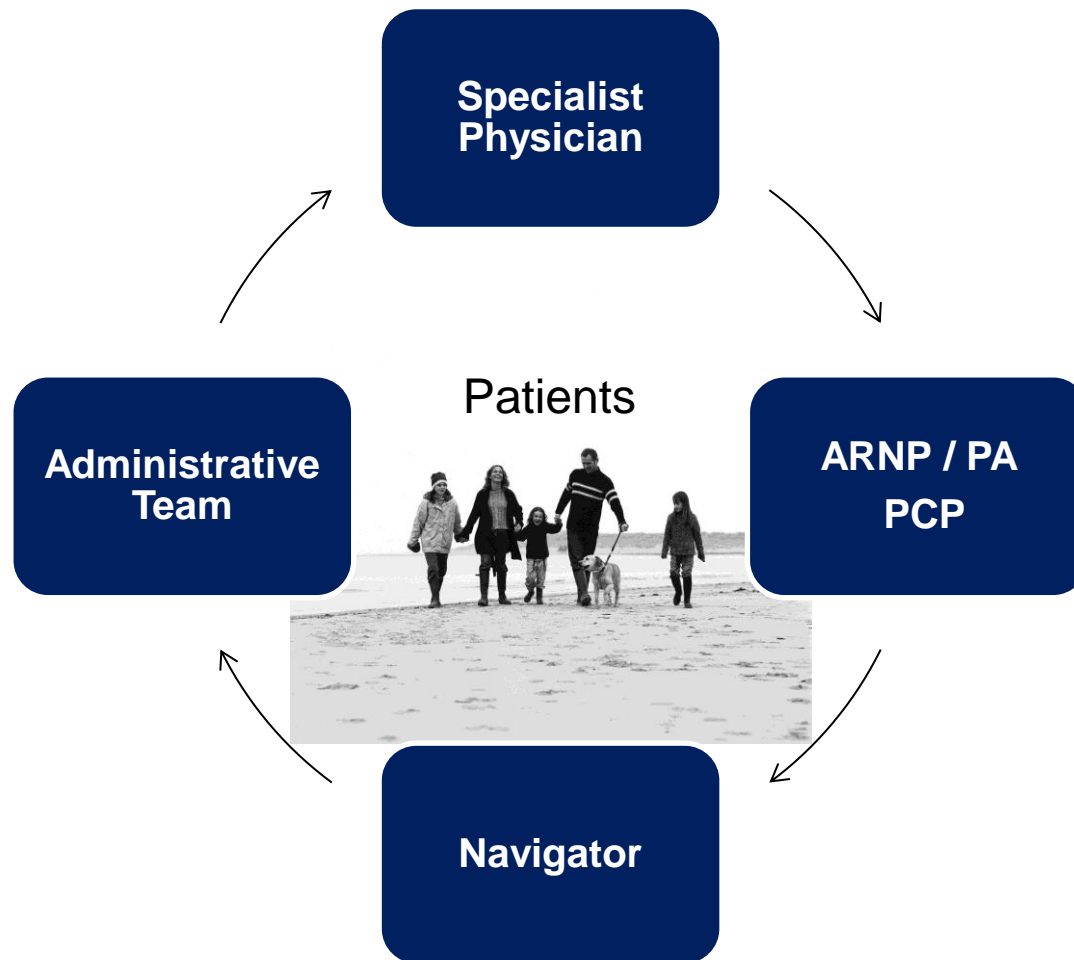 Specialist
Physician
Patients
Administrative
Team
ARNP / PA
PCP
Navigator